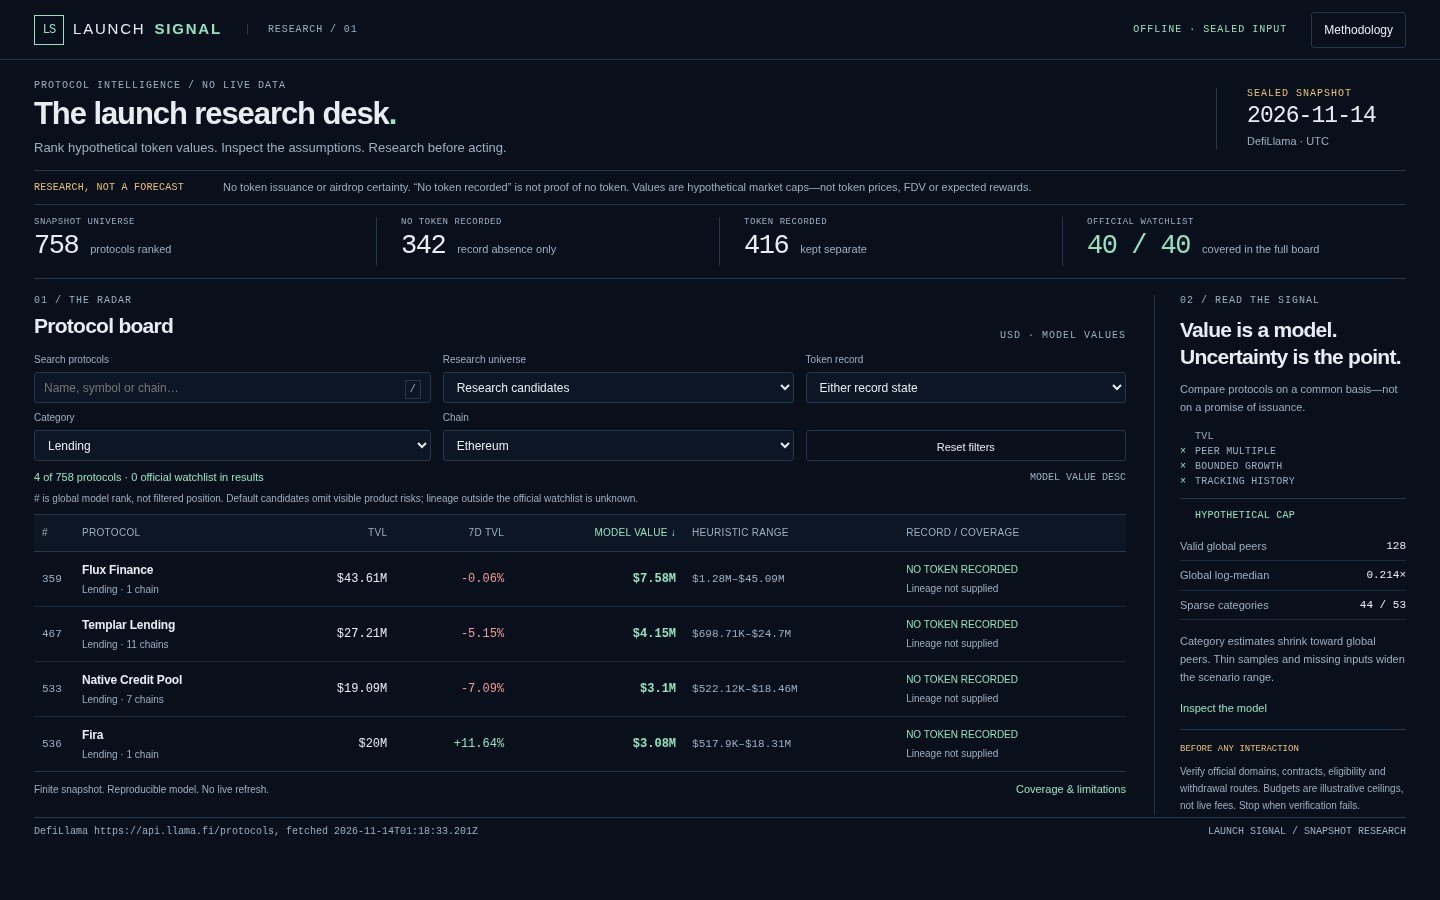 LS LAUNCH SIGNAL RESEARCH / 01 OFFLINE · SEALED INPUT Methodology
PROTOCOL INTELLIGENCE / NO LIVE DATA
The launch research desk.
Rank hypothetical token values. Inspect the assumptions. Research before acting.
SEALED SNAPSHOT
2026-11-14
DefiLlama · UTC
RESEARCH, NOT A FORECAST No token issuance or airdrop certainty. "No token recorded" is not proof of no token. Values are hypothetical market caps—not token prices, FDV or expected rewards.
SNAPSHOT UNIVERSE
758 protocols ranked
NO TOKEN RECORDED
342 record absence only
TOKEN RECORDED
416 kept separate
OFFICIAL WATCHLIST
40 / 40 covered in the full board
01 / THE RADAR
Protocol board
USD · MODEL VALUES
Search protocols Research universe Token record
Name, symbol or chain… / Research candidates Either record state
Category Chain
Lending Ethereum Reset filters
4 of 758 protocols · 0 official watchlist in results MODEL VALUE DESC
# is global model rank, not filtered position. Default candidates omit visible product risks; lineage outside the official watchlist is unknown.
# PROTOCOL TVL 7D TVL MODEL VALUE ↓ HEURISTIC RANGE RECORD / COVERAGE
359 Flux Finance $43.61M -0.06% $7.58M $1.28M–$45.09M NO TOKEN RECORDED
Lending · 1 chain Lineage not supplied
467 Templar Lending $27.21M -5.15% $4.15M $698.71K–$24.7M NO TOKEN RECORDED
Lending · 11 chains Lineage not supplied
533 Native Credit Pool $19.09M -7.09% $3.1M $522.12K–$18.46M NO TOKEN RECORDED
Lending · 7 chains Lineage not supplied
536 Fira $20M +11.64% $3.08M $517.9K–$18.31M NO TOKEN RECORDED
Lending · 1 chain Lineage not supplied
Finite snapshot. Reproducible model. No live refresh. Coverage & limitations
02 / READ THE SIGNAL
Value is a model.
Uncertainty is the point.
Compare protocols on a common basis—not
on a promise of issuance.
TVL
× PEER MULTIPLE
× BOUNDED GROWTH
× TRACKING HISTORY
HYPOTHETICAL CAP
Valid global peers 128
Global log-median 0.214×
Sparse categories 44 / 53
Category estimates shrink toward global
peers. Thin samples and missing inputs widen
the scenario range.
Inspect the model
BEFORE ANY INTERACTION
Verify official domains, contracts, eligibility and
withdrawal routes. Budgets are illustrative ceilings,
not live fees. Stop when verification fails.
DefiLlama https://api.llama.fi/protocols, fetched 2026-11-14T01:18:33.201Z LAUNCH SIGNAL / SNAPSHOT RESEARCH